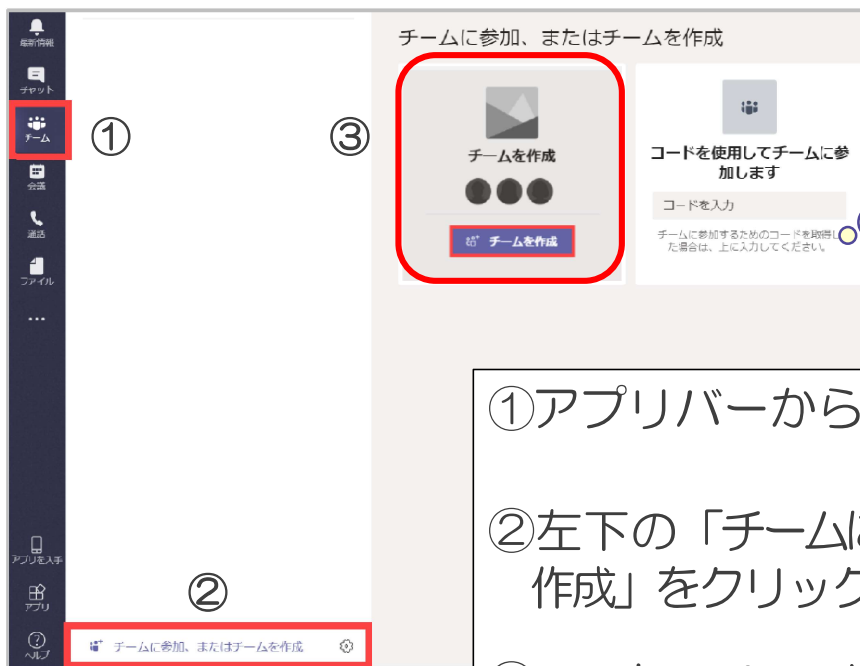 最新情報
チャット
チーム
会議
通話
ファイル
…
アプリを入手
アプリ
ヘルプ
①
②
チームに参加、またはチームを作成
チームに参加、またはチームを作成
③
チームを作成
チームを作成
コードを使用してチームに参
加します
コードを入力
チームに参加するためのコードを取得し
た場合は、上に入力してください。
①アプリバーから
②左下の「チームに
作成」をクリック